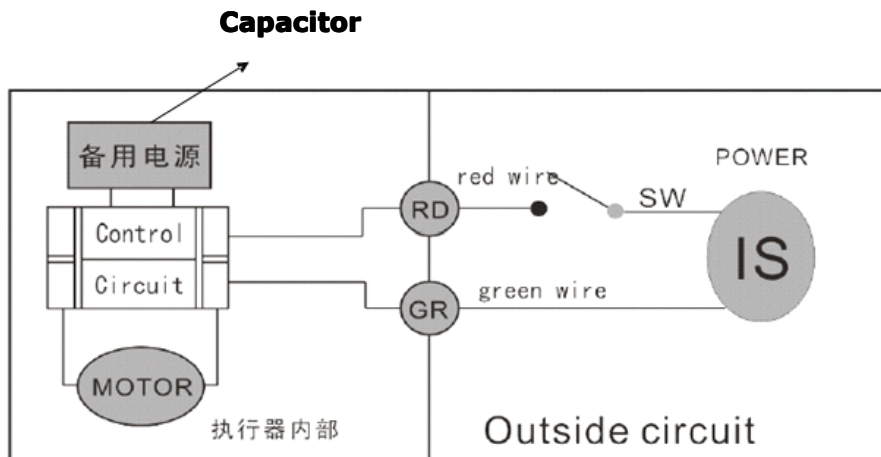 Capacitor
备用电源
Control
Circuit
MOTOR
执行器内部
RD
red wire
SW
POWER
IS
GR
green wire
Outside circuit